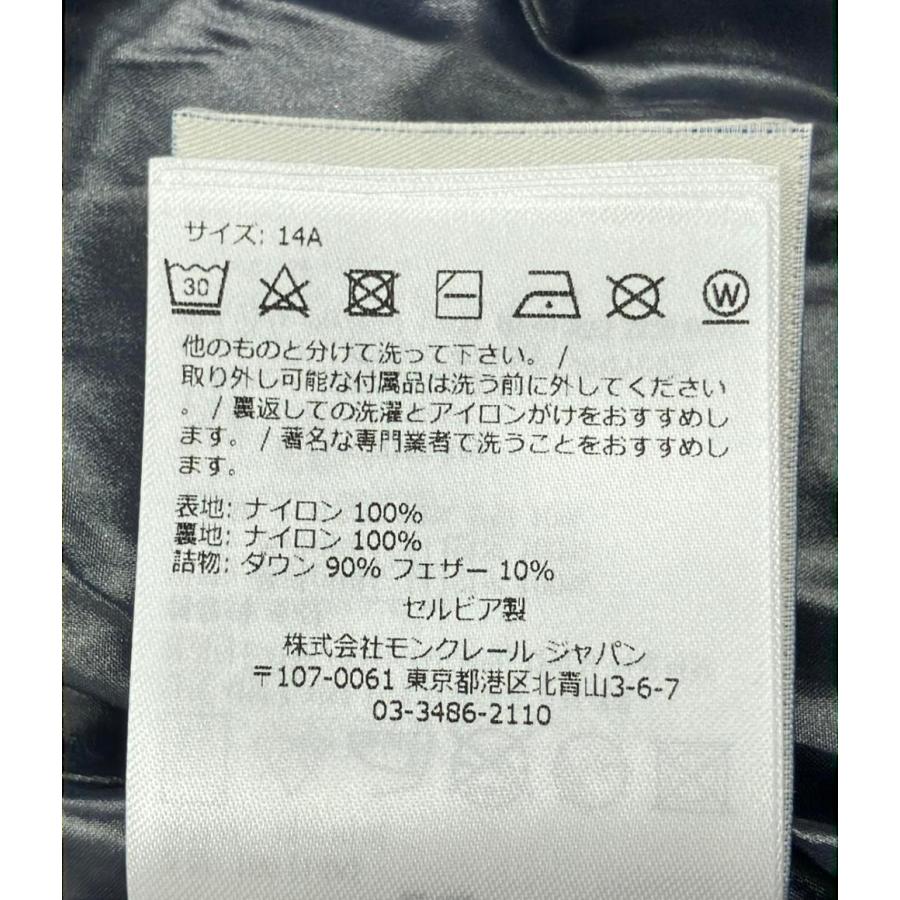 サイズ: 14A
30
W
他のものと分けて洗って下さい。 /
取り外し可能な付属品は洗う前に外してください
。 / 裏返しての洗濯とアイロンがけをおすすめし
ます。 / 著名な専門業者で洗うことをおすすめし
ます。
表地: ナイロン 100%
裏地: ナイロン 100%
詰物: ダウン 90% フェザー 10%
セルビア製
株式会社モンクレール ジャパン
〒107-0061 東京都港区北青山3-6-7
03-3486-2110